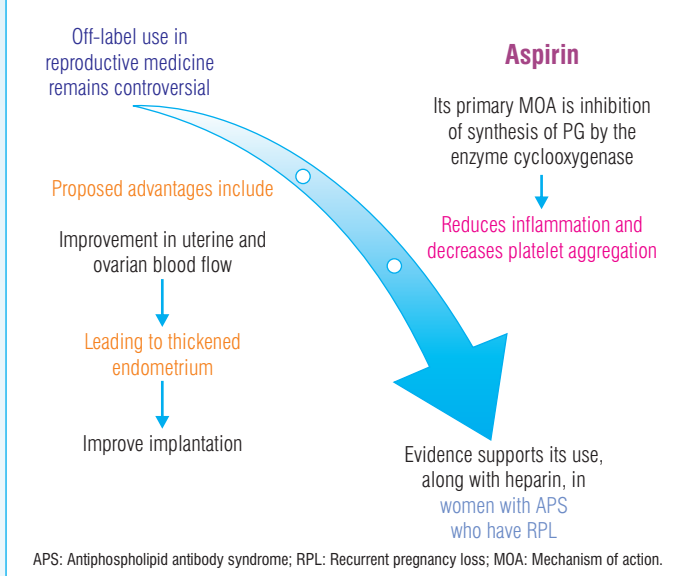 Off-label use in
reproductive medicine
remains controversial
Aspirin
Its primary MOA is inhibition
of synthesis of PG by the
enzyme cyclooxygenase
Reduces inflammation and
decreases platelet aggregation
Proposed advantages include
Improvement in uterine and
ovarian blood flow
Leading to thickened
endometrium
Improve implantation
Evidence supports its use,
along with heparin, in
women with APS
who have RPL
APS: Antiphospholipid antibody syndrome; RPL: Recurrent pregnancy loss; MOA: Mechanism of action.